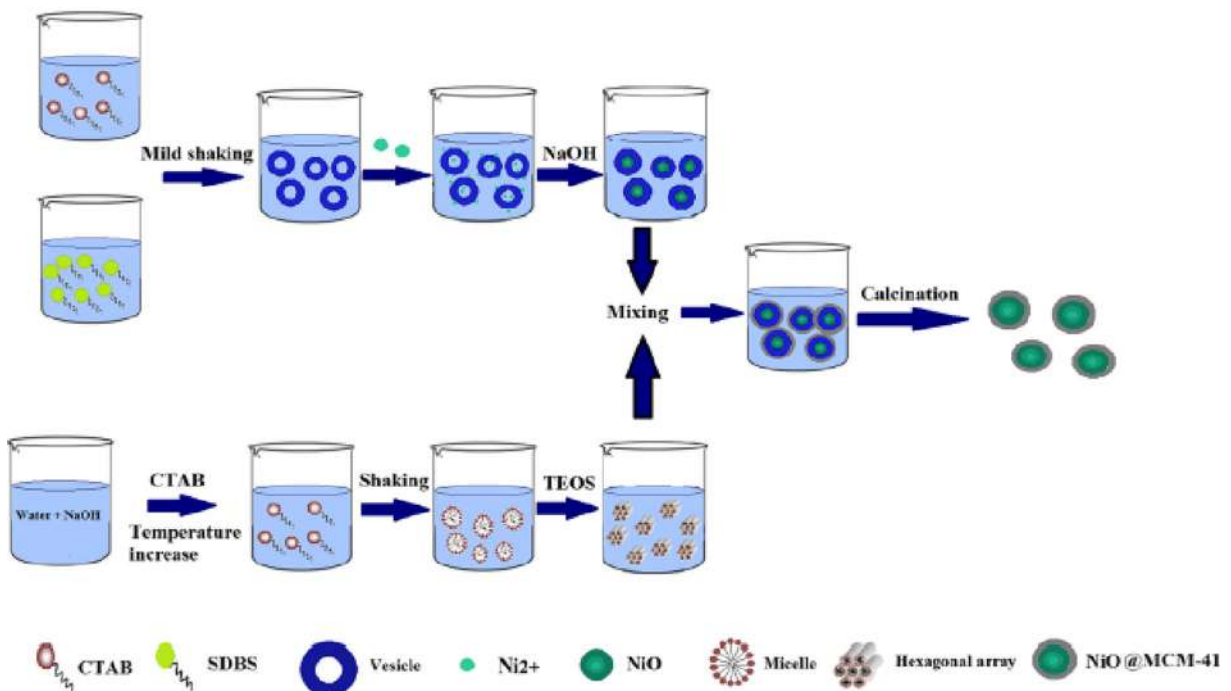 Mild shaking
NaOH
Mixing
Calcination
Water + NaOH
CTAB
Temperature
increase
Shaking
TEOS
CTAB
SDBS
Vesicle
Ni2+
NiO
Micelle
Hexagonal array
NiO@MCM-41